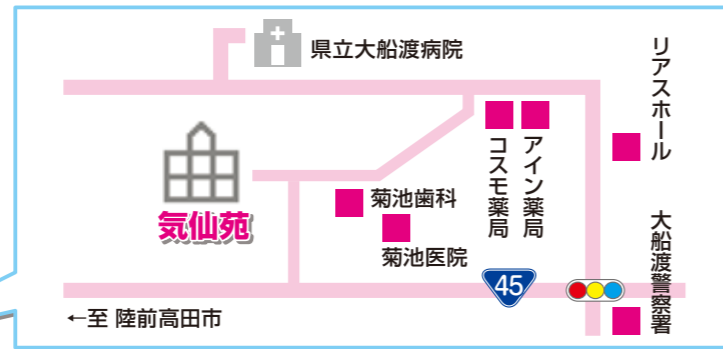 県立大船渡病院
リアスホール
アイン薬局
コスモ薬局
気仙苑
菊池歯科
菊池医院
大船渡警察署
45
←至 陸前高田市